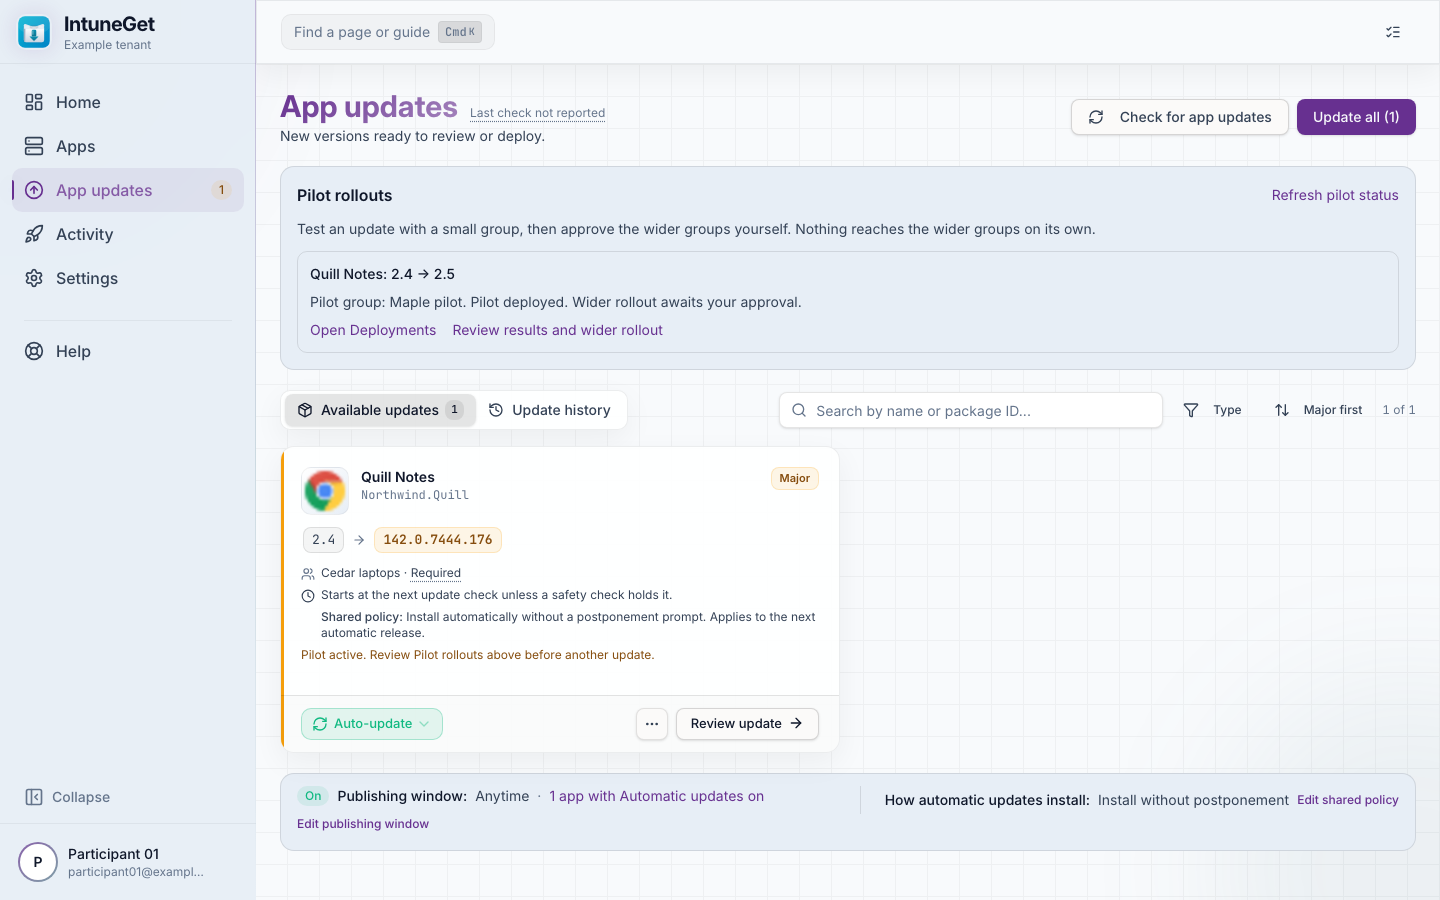 IntuneGet
Example tenant
Find a page or guide
Cmd K
Home
Apps
App updates
1
Activity
Settings
Help
Collapse
P
Participant 01
participant01@exampl...
App updates
Last check not reported
New versions ready to review or deploy.
Check for app updates
Update all (1)
Pilot rollouts
Refresh pilot status
Test an update with a small group, then approve the wider groups yourself. Nothing reaches the wider groups on its own.
Quill Notes: 2.4 → 2.5
Pilot group: Maple pilot. Pilot deployed. Wider rollout awaits your approval.
Open Deployments
Review results and wider rollout
Available updates 1
Update history
Search by name or package ID...
Type
Major first
1 of 1
Quill Notes
Northwind.Quill
Major
2.4 → 142.0.7444.176
Cedar laptops · Required
Starts at the next update check unless a safety check holds it.
Shared policy: Install automatically without a postponement prompt. Applies to the next
automatic release.
Pilot active. Review Pilot rollouts above before another update.
Auto-update
Review update →
On Publishing window: Anytime · 1 app with Automatic updates on
Edit publishing window
How automatic updates install: Install without postponement Edit shared policy